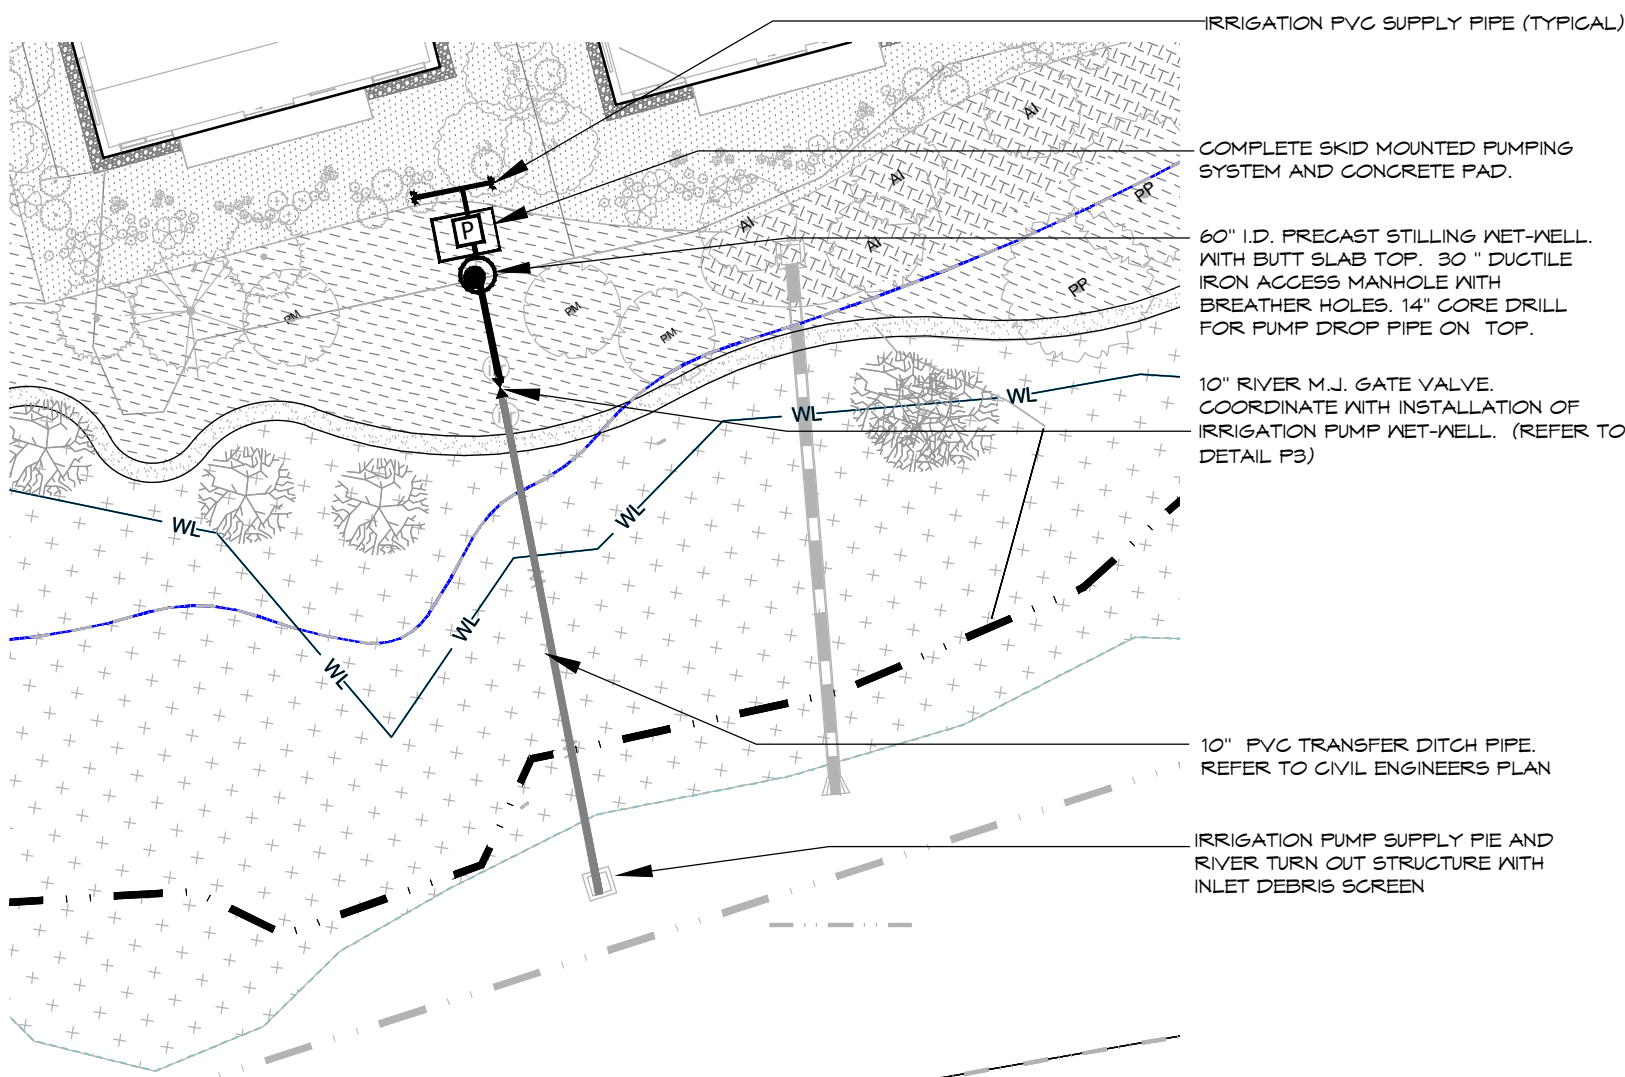 IRRIGATION PVC SUPPLY PIPE (TYPICAL)
COMPLETE SKID MOUNTED PUMPING
SYSTEM AND CONCRETE PAD.
60" I.D. PRECAST STILLING WET-WELL.
WITH BUTT SLAB TOP. 30 " DUCTILE
IRON ACCESS MANHOLE WITH
BREATHER HOLES. 14" CORE DRILL
FOR PUMP DROP PIPE ON TOP.
10" RIVER M.J. GATE VALVE.
COORDINATE WITH INSTALLATION OF
IRRIGATION PUMP WET-WELL. (REFER TO
DETAIL P3)
10" PVC TRANSFER DITCH PIPE.
REFER TO CIVIL ENGINEERS PLAN
IRRIGATION PUMP SUPPLY PIE AND
RIVER TURN OUT STRUCTURE WITH
INLET DEBRIS SCREEN
AI
AI
PP
AI
P
AI
PP
PM
PM
PM
WL
WL
WL
WL
WL
WL